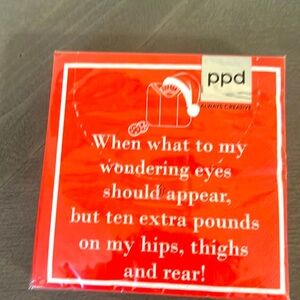 ppd
ALWAYS CREATIVE
When what to my
wondering eyes
should appear,
but ten extra pounds
on my hips, thighs
and rear!